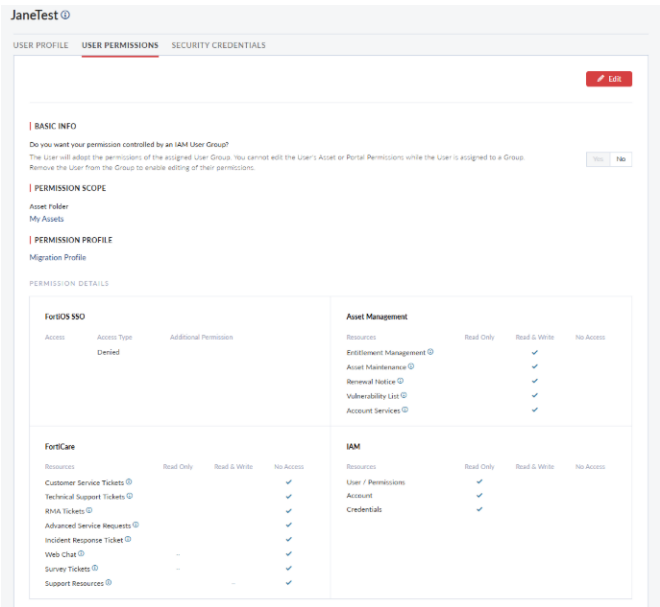 JaneTest
USER PROFILE USER PERMISSIONS SECURITY CREDENTIALS
Edit
BASIC INFO
Do you want your permission controlled by an IAM User Group?
The User will adopt the permissions of the assigned User Group. You cannot edit the User's Asset or Portal Permissions while the User is assigned to a Group.
Remove the User from the Group to enable editing of their permissions.
Yes No
PERMISSION SCOPE
Asset Folder
My Assets
PERMISSION PROFILE
Migration Profile
PERMISSION DETAILS
FortiOS SSO
Access Access Type Additional Permission
Denied
Asset Management
Resources Read Only Read & Write No Access
Entitlement Management
Asset Maintenance
Renewal Notice
Vulnerability List
Account Services
FortiCare
Resources Read Only Read & Write No Access
Customer Service Tickets
Technical Support Tickets
RMA Tickets
Advanced Service Requests
Incident Response Ticket
Web Chat -
Survey Tickets -
Support Resources -
IAM
Resources Read Only Read & Write No Access
User / Permissions
Account
Credentials